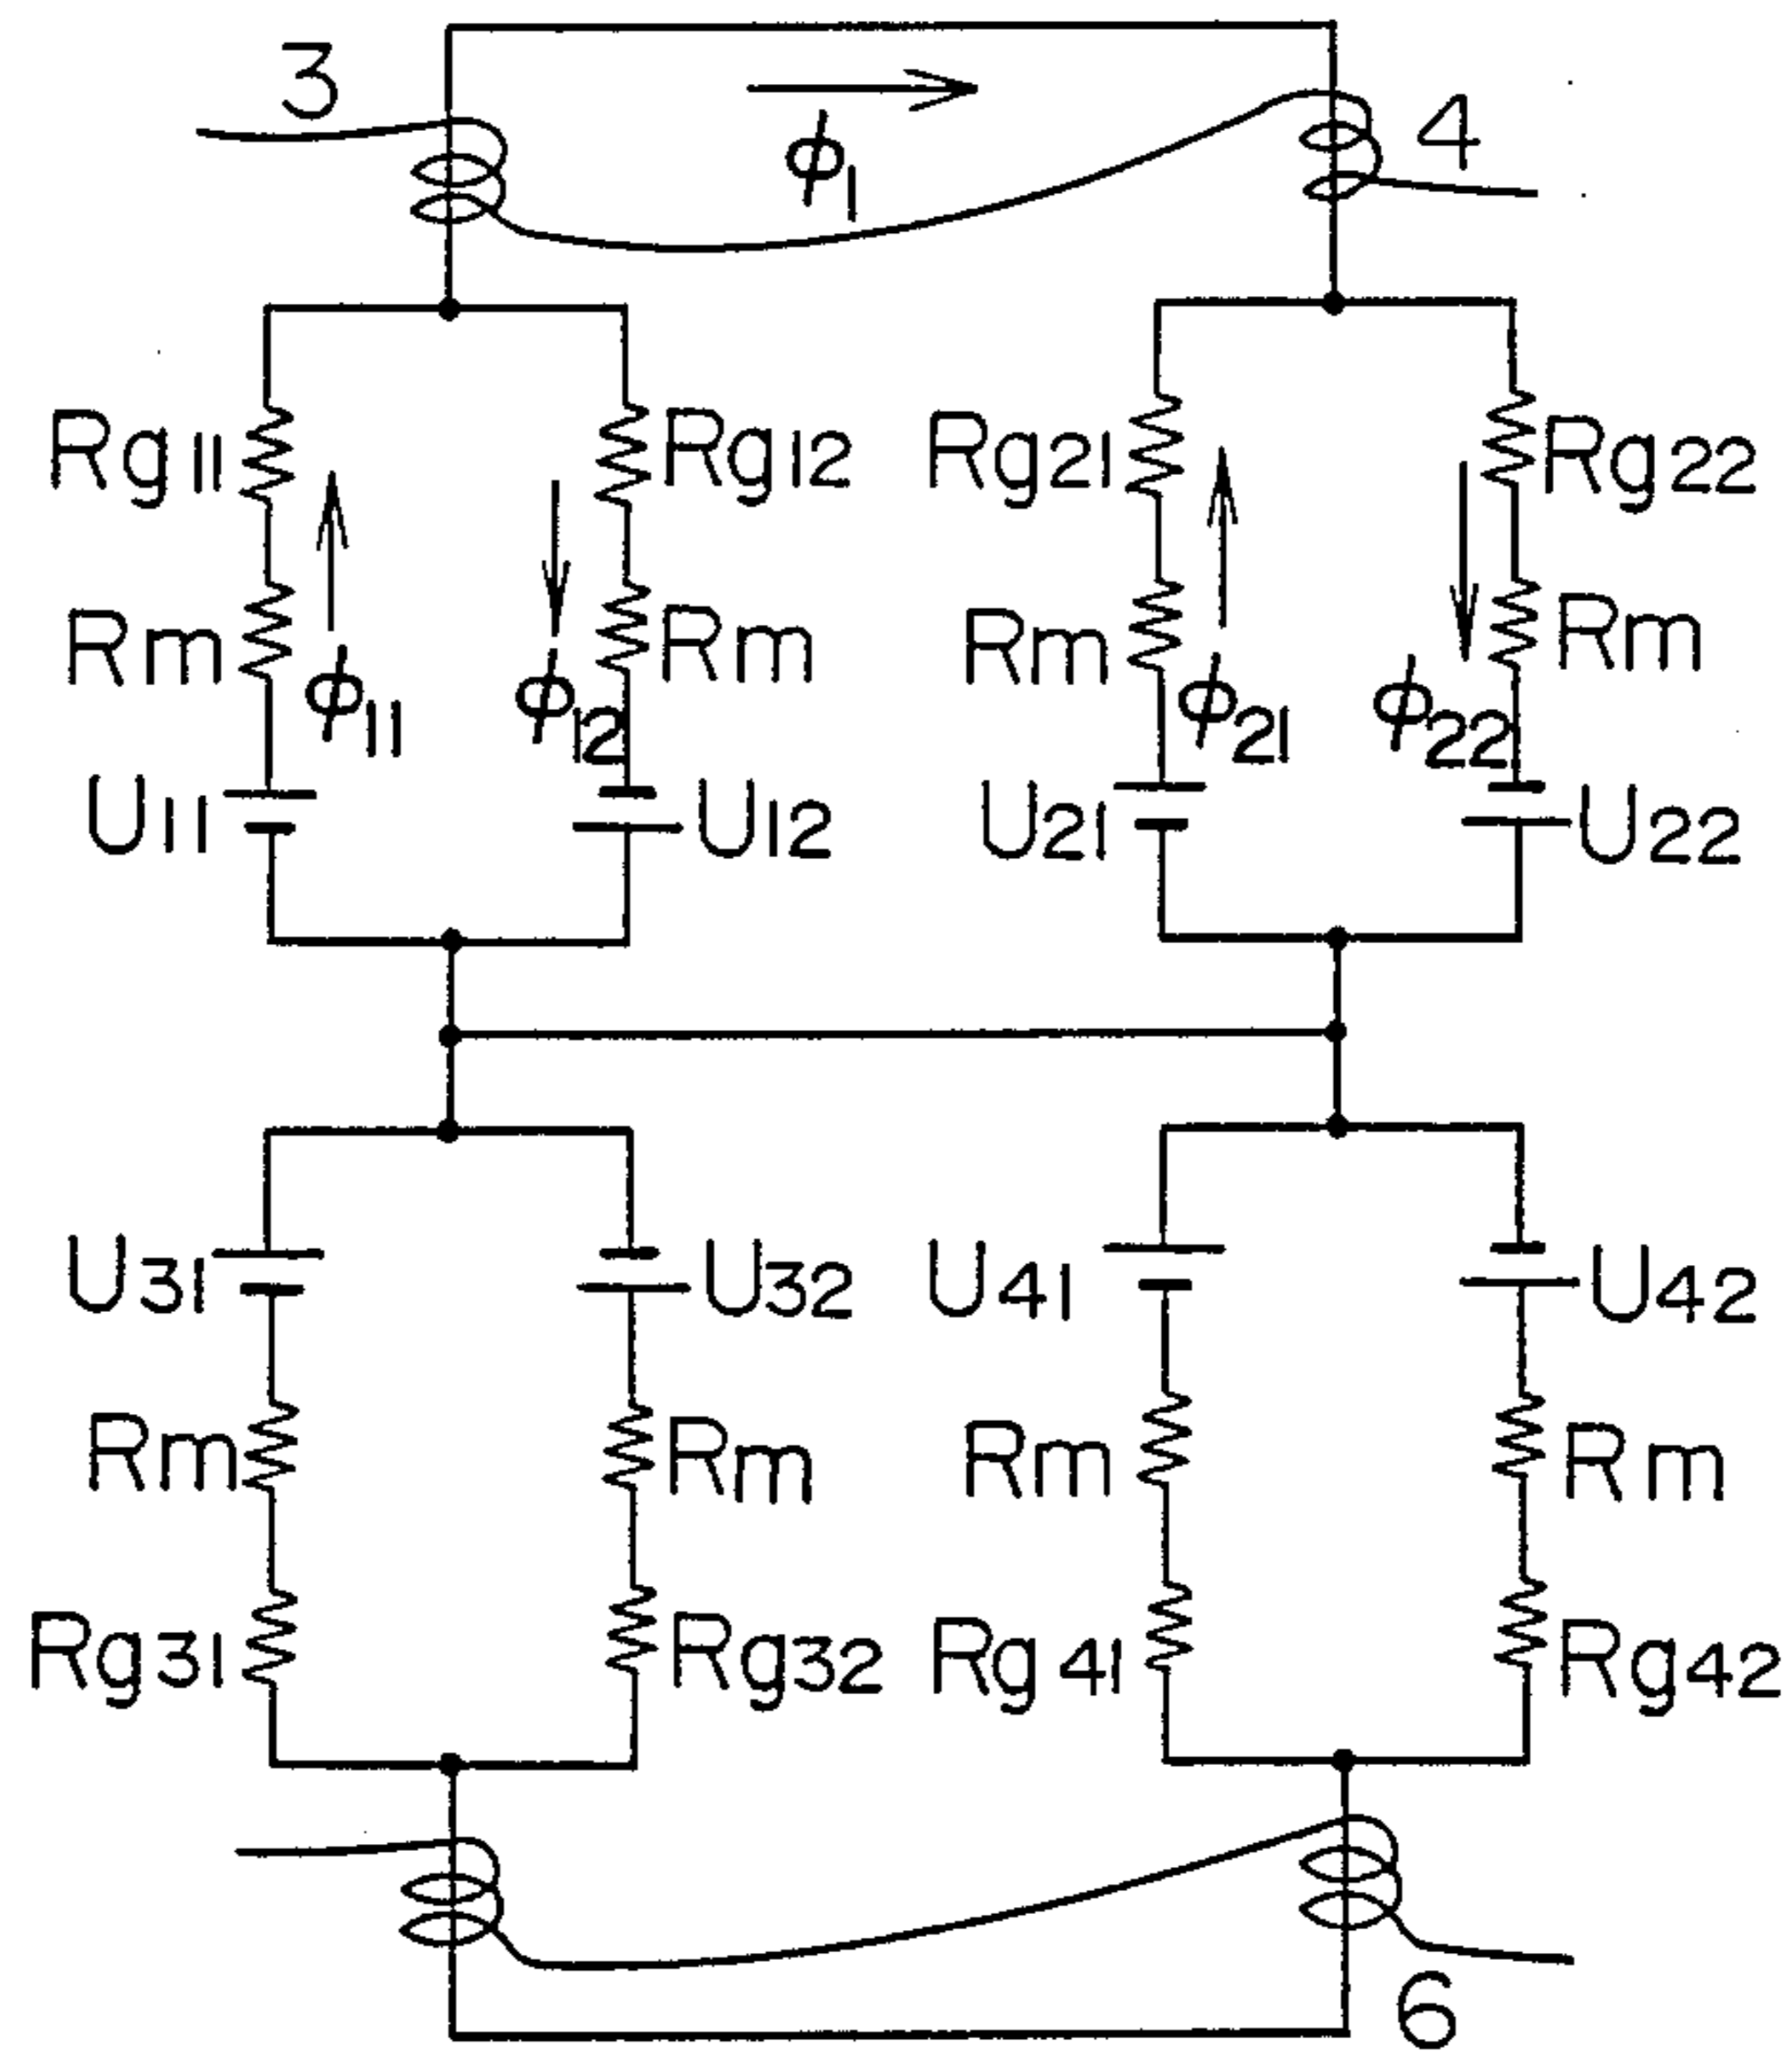 3
4
ϕ1
Rg11 Rg12 Rg21 Rg22
Rm Rm Rm Rm
ϕ11 ϕ12 ϕ21 ϕ22
U11 U12 U21 U22
U31 U32 U41 U42
Rm Rm Rm Rm
Rg31 Rg32 Rg41 Rg42
6